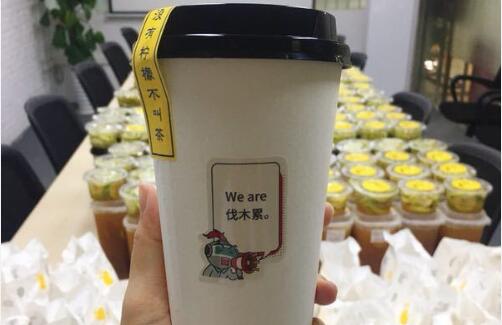 没有柠檬不叫茶
We are
伐木累。